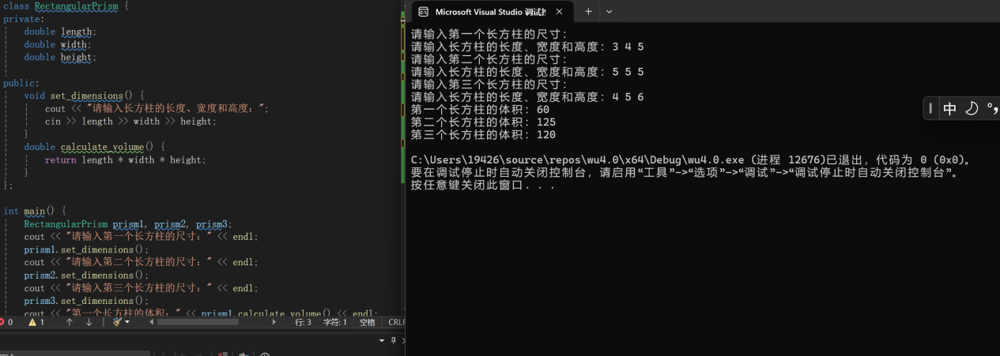 class RectangularPrism {
private:
    double length;
    double width;
    double height;
public:
    void set_dimensions() {
        cout << "请输入长方柱的长度、宽度和高度：";
        cin >> length >> width >> height;
    }
    double calculate_volume() {
        return length * width * height;
    }
};
int main() {
    RectangularPrism prism1, prism2, prism3;
    cout << "请输入第一个长方柱的尺寸：" << endl;
    prism1.set_dimensions();
    cout << "请输入第二个长方柱的尺寸：" << endl;
    prism2.set_dimensions();
    cout << "请输入第三个长方柱的尺寸：" << endl;
    prism3.set_dimensions();
    cout << "第一个长方柱的体积：" << prism1.calculate_volume() << endl;
0 1 行: 3 字符: 1 空格 CRLF
Microsoft Visual Studio 调试控
请输入第一个长方柱的尺寸：
请输入长方柱的长度、宽度和高度：3 4 5
请输入第二个长方柱的尺寸：
请输入长方柱的长度、宽度和高度：5 5 5
请输入第三个长方柱的尺寸：
请输入长方柱的长度、宽度和高度：4 5 6
第一个长方柱的体积：60
第二个长方柱的体积：125
第三个长方柱的体积：120
C:\Users\19426\source\repos\wu4.0\x64\Debug\wu4.0.exe (进程 12676)已退出，代码为 0 (0x0)。
要在调试停止时自动关闭控制台，请启用“工具”->“选项”->“调试”->“调试停止时自动关闭控制台”。
按任意键关闭此窗口. . .
中